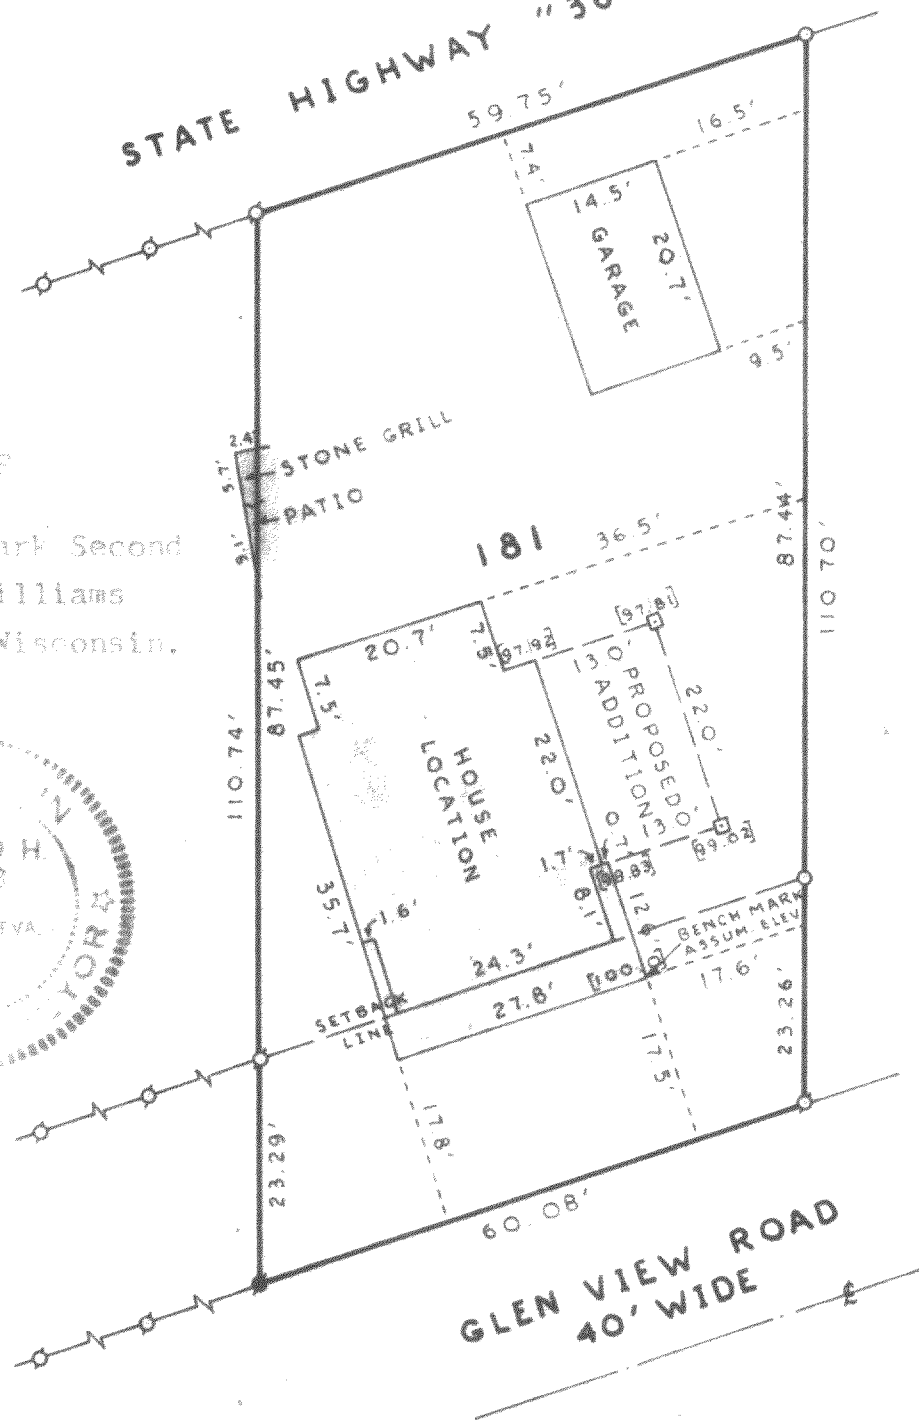 STATE HIGHWAY "
59.75'
16.5'
7.4'
14.5'
GARAGE
20.7'
9.5'
2.4'
5.7'
STONE GRILL
PATIO
9.1'
181
36.5'
87.44'
110.70'
ark Second
illiams
Wisconsin.
20.7'
7.5'
[97.92]
[97.81]
13.0'
PROPOSED
ADDITION
22.0'
87.45'
110.74'
7.5'
HOUSE
LOCATION
22.0'
13.0'
[99.02]
0.7'
1.7'
8.1'
35.7'
1.6'
24.3'
BENCH MARK
ASSUM. ELEV.
[100.
27.8'
17.6'
SETBACK
LINE
17.5'
17.8'
23.26'
23.29'
60.08'
GLEN VIEW ROAD
40' WIDE